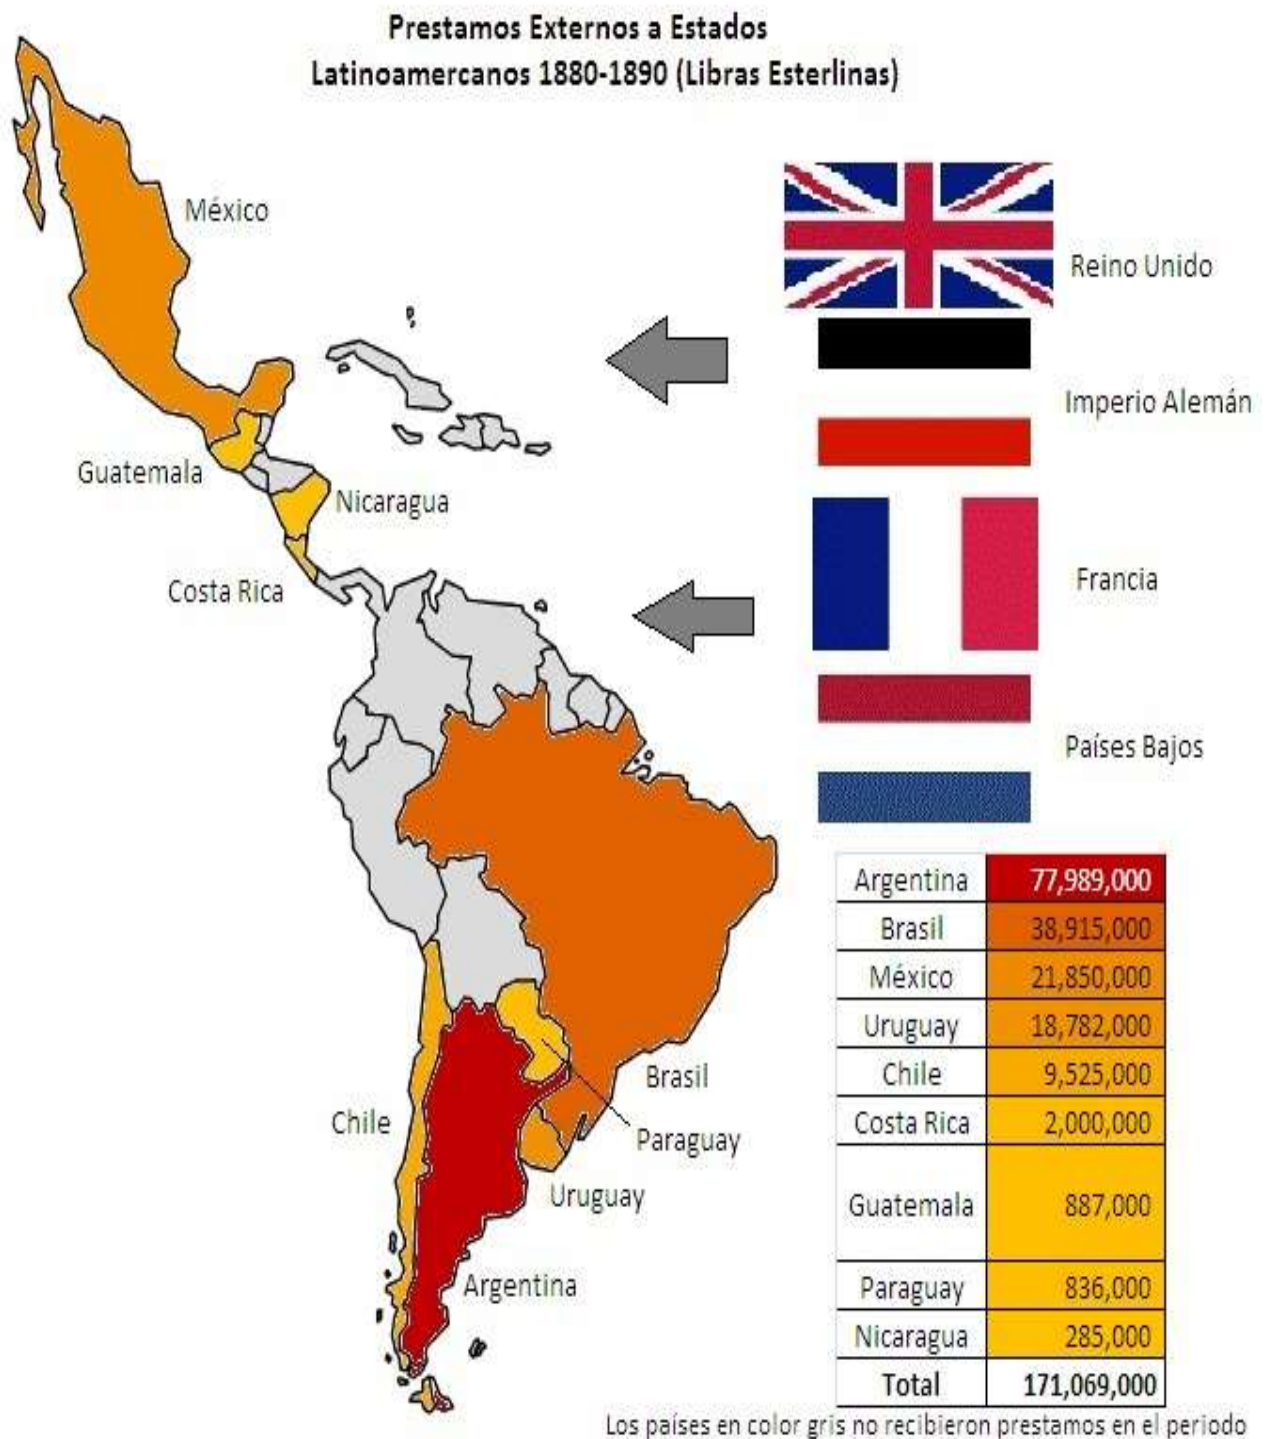 Prestamos Externos a Estados
Latinoamercanos 1880-1890 (Libras Esterlinas)
México
Reino Unido
Imperio Alemán
Guatemala
Nicaragua
Costa Rica
Francia
Países Bajos
Argentina 77,989,000
Brasil 38,915,000
México 21,850,000
Uruguay 18,782,000
Chile 9,525,000
Costa Rica 2,000,000
Guatemala 887,000
Paraguay 836,000
Nicaragua 285,000
Total 171,069,000
Brasil
Chile
Paraguay
Uruguay
Argentina
Los países en color gris no recibieron prestamos en el periodo